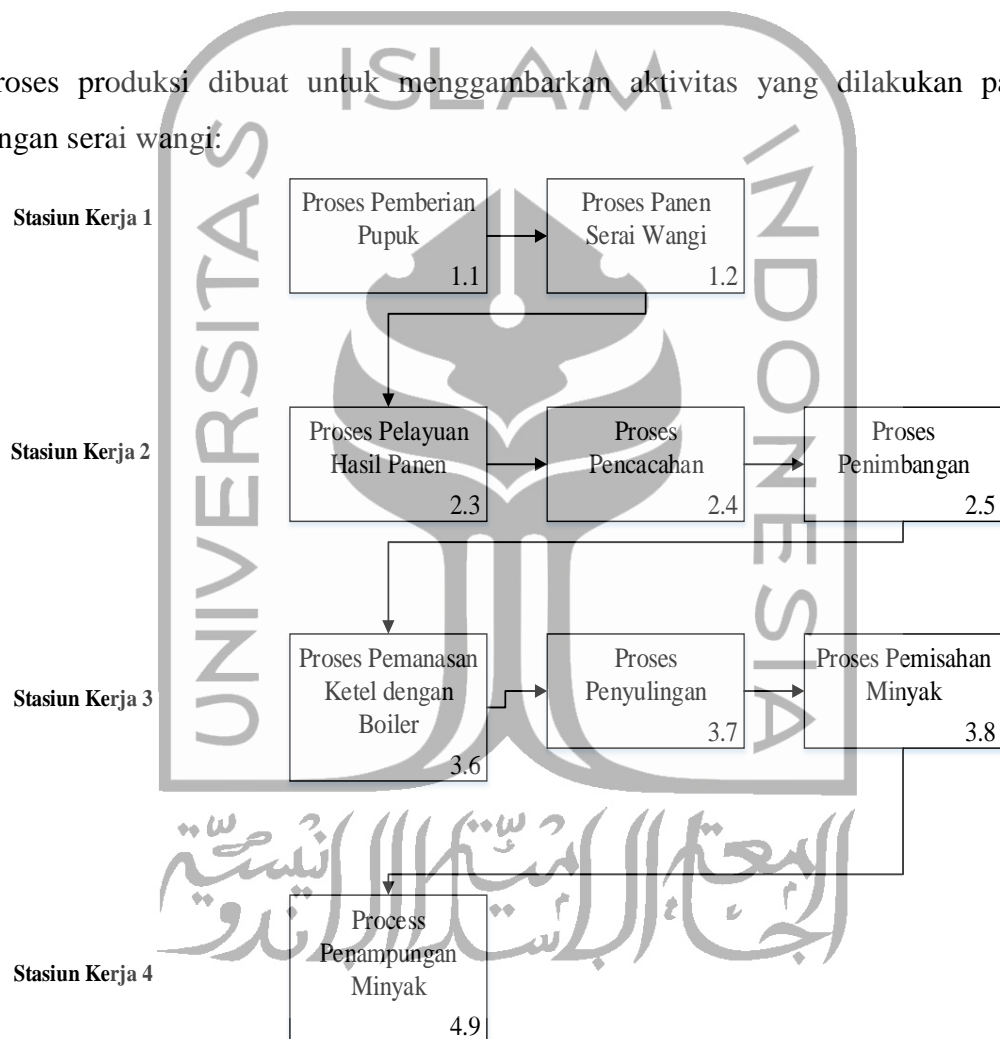 roses produksi dibuat untuk menggambarkan aktivitas yang dilakukan pa
ngan serai wangi:
ISLAM
UNIVERSITAS
INDONESIA
Stasiun Kerja 1
Proses Pemberian
Pupuk
1.1
Proses Panen
Serai Wangi
1.2
Stasiun Kerja 2
Proses Pelayuan
Hasil Panen
2.3
Proses
Pencacahan
2.4
Proses
Penimbangan
2.5
Stasiun Kerja 3
Proses Pemanasan
Ketel dengan
Boiler
3.6
Proses
Penyulingan
3.7
Proses Pemisahan
Minyak
3.8
Stasiun Kerja 4
Process
Penampungan
Minyak
4.9